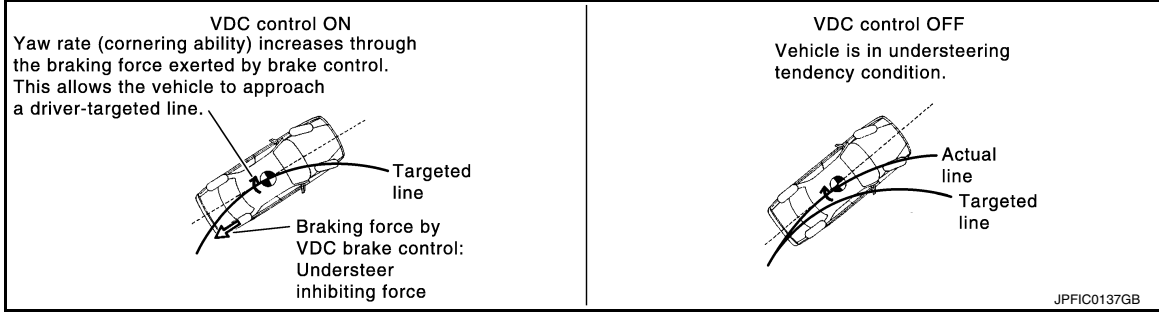 VDC control ON
Yaw rate (cornering ability) increases through
the braking force exerted by brake control.
This allows the vehicle to approach
a driver-targeted line.
Targeted
line
Braking force by
VDC brake control:
Understeer
inhibiting force
VDC control OFF
Vehicle is in understeering
tendency condition.
Actual
line
Targeted
line
JPFIC0137GB